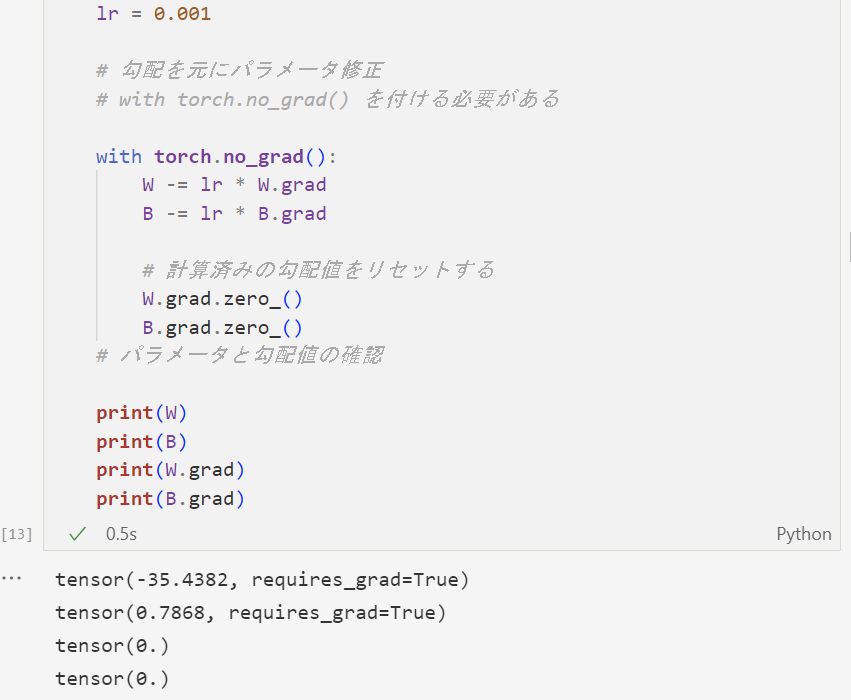 lr = 0.001
# 勾配を元にパラメータ修正
# with torch.no_grad() を付ける必要がある
with torch.no_grad():
W -= lr * W.grad
B -= lr * B.grad
# 計算済みの勾配値をリセットする
W.grad.zero_()
B.grad.zero_()
# パラメータと勾配値の確認
print(W)
print(B)
print(W.grad)
print(B.grad)
[13] ✓ 0.5s Python
... tensor(-35.4382, requires_grad=True)
tensor(0.7868, requires_grad=True)
tensor(0.)
tensor(0.)